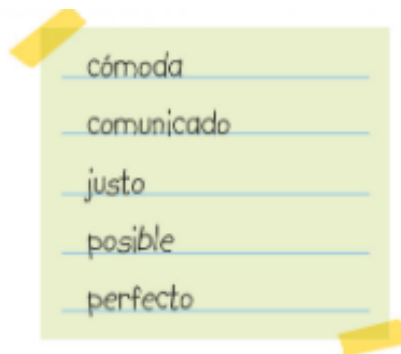 cómoda
comunicado
justo
posible
perfecto